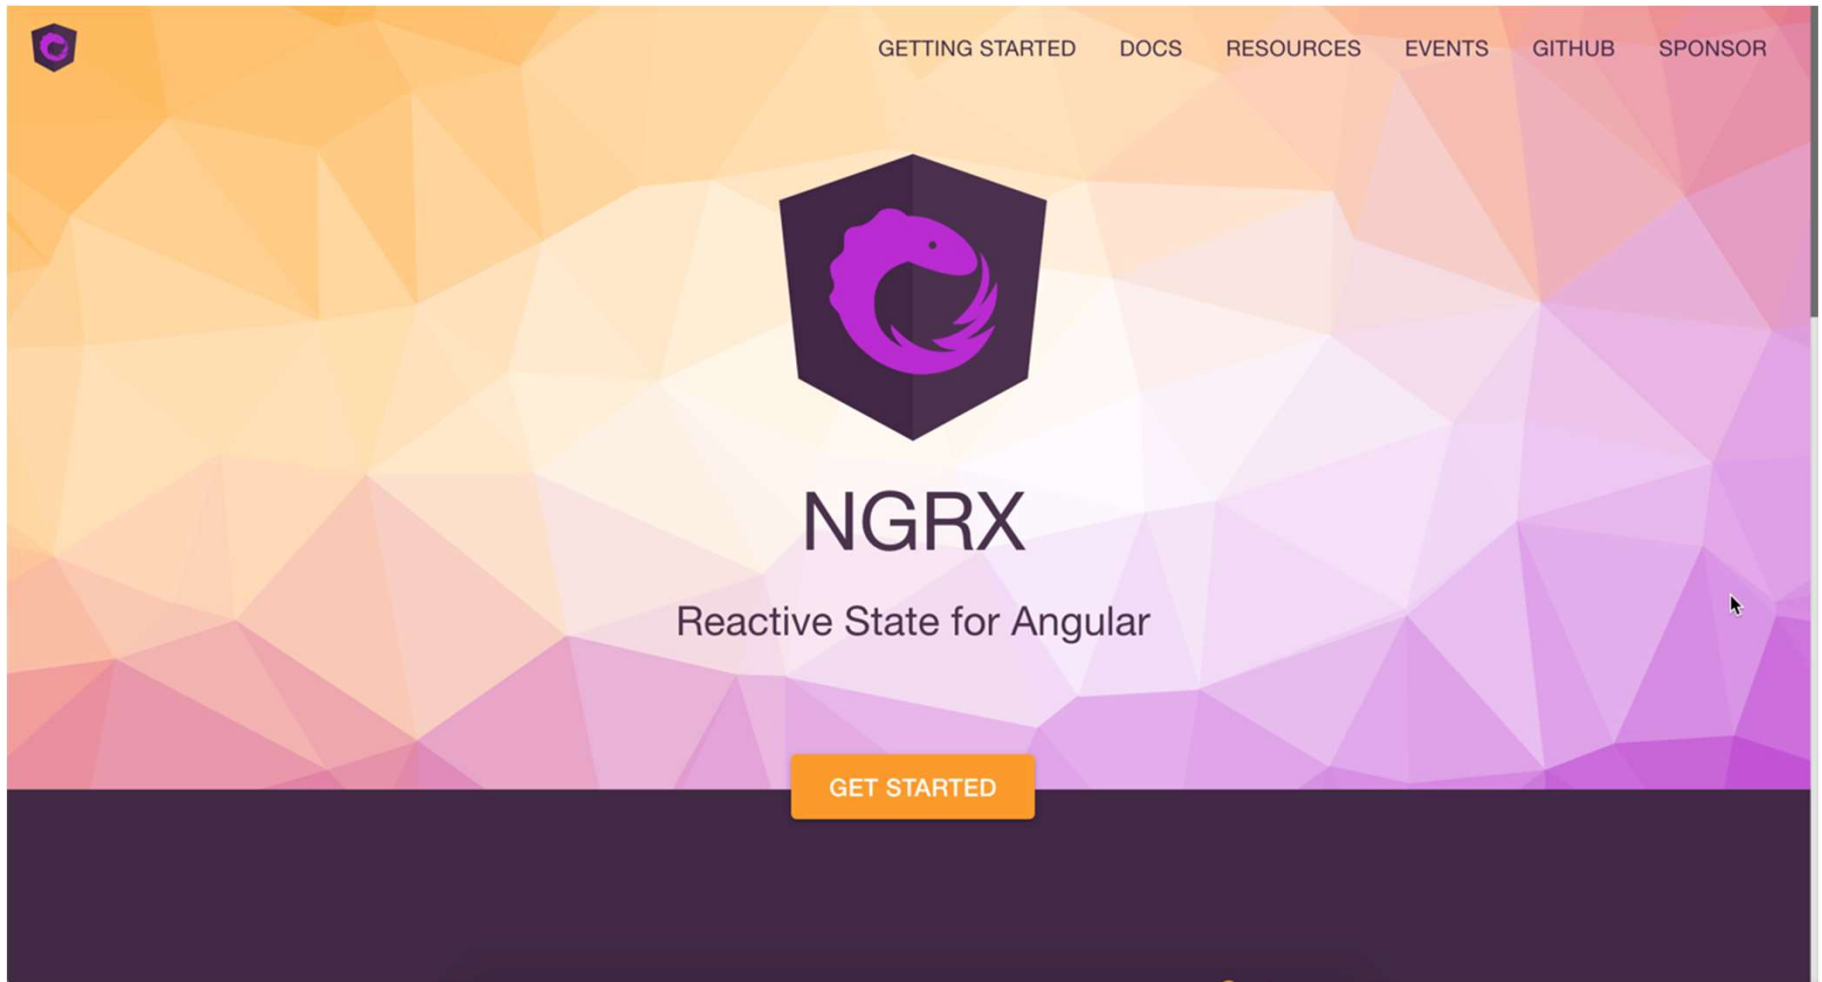 GETTING STARTED DOCS RESOURCES EVENTS GITHUB SPONSOR
NGRX
Reactive State for Angular
GET STARTED